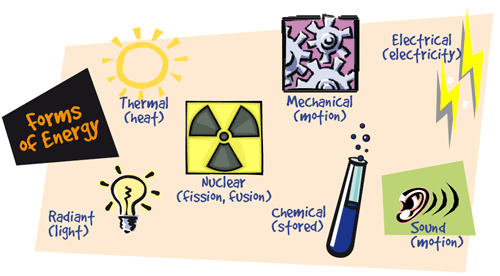 Forms
of Energy
Thermal
(heat)
Mechanical
(motion)
Electrical
(electricity)
Nuclear
(fission, fusion)
Radiant
(light)
Chemical
(stored)
Sound
(motion)